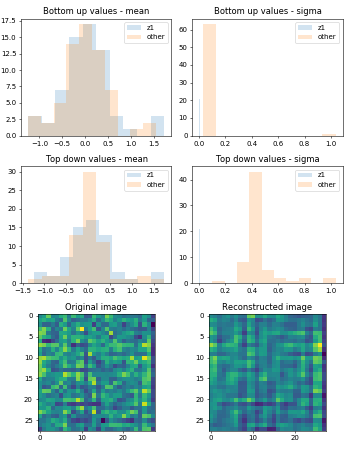 Bottom up values - mean
Bottom up values - sigma
17.5
15.0
12.5
10.0
7.5
5.0
2.5
0.0
z1
other
−1.0 −0.5 0.0 0.5 1.0 1.5
60
50
40
30
20
10
0
z1
other
0.0 0.2 0.4 0.6 0.8 1.0
Top down values - mean
Top down values - sigma
30
25
20
15
10
5
0
z1
other
−1.5 −1.0 −0.5 0.0 0.5 1.0 1.5
40
30
20
10
0
z1
other
0.0 0.2 0.4 0.6 0.8 1.0
Original image
Reconstructed image
0
5
10
15
20
25
0 10 20
0
5
10
15
20
25
0 10 20